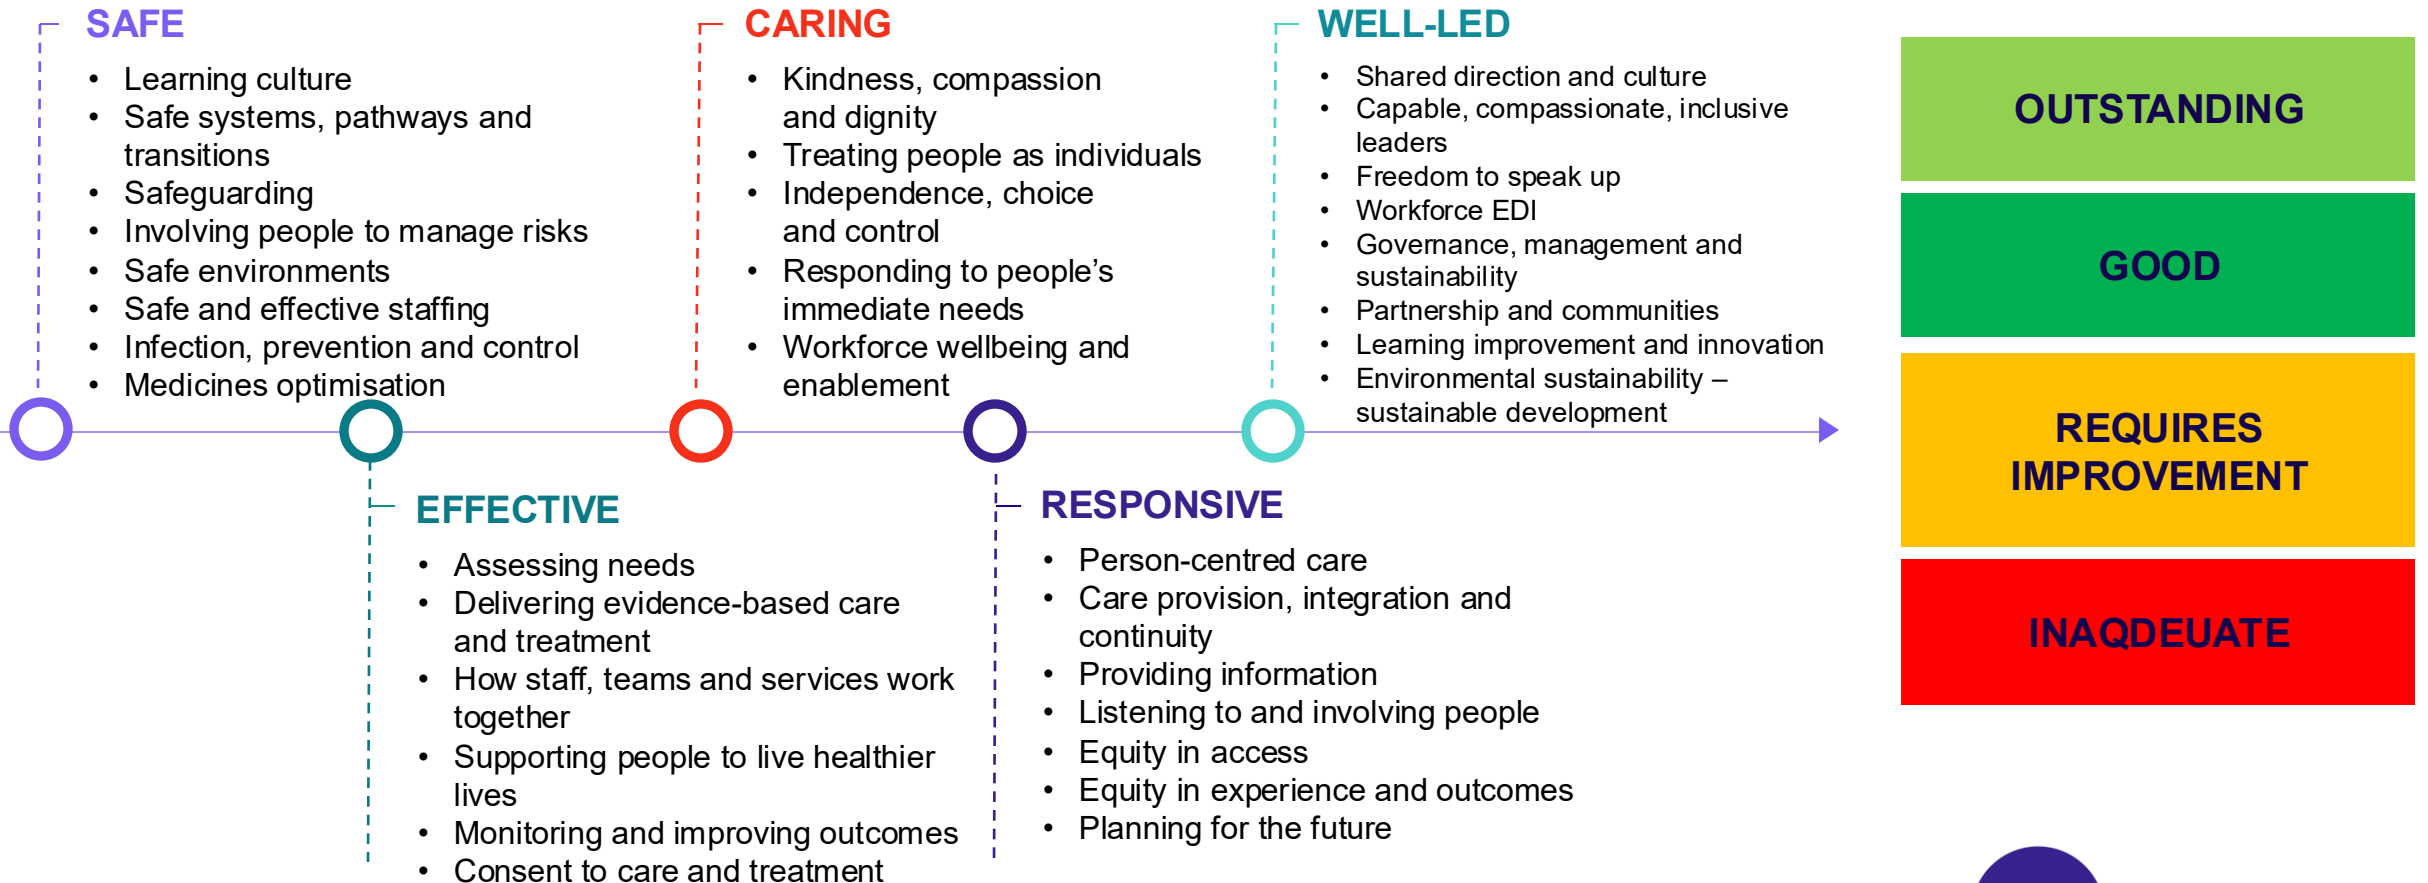 SAFE
• Learning culture
• Safe systems, pathways and
transitions
• Safeguarding
• Involving people to manage risks
• Safe environments
• Safe and effective staffing
• Infection, prevention and control
• Medicines optimisation
EFFECTIVE
• Assessing needs
• Delivering evidence-based care
and treatment
• How staff, teams and services work
together
• Supporting people to live healthier
lives
• Monitoring and improving outcomes
• Consent to care and treatment
CARING
• Kindness, compassion
and dignity
• Treating people as individuals
• Independence, choice
and control
• Responding to people’s
immediate needs
• Workforce wellbeing and
enablement
RESPONSIVE
• Person-centred care
• Care provision, integration and
continuity
• Providing information
• Listening to and involving people
• Equity in access
• Equity in experience and outcomes
• Planning for the future
WELL-LED
• Shared direction and culture
• Capable, compassionate, inclusive
leaders
• Freedom to speak up
• Workforce EDI
• Governance, management and
sustainability
• Partnership and communities
• Learning improvement and innovation
• Environmental sustainability –
sustainable development
OUTSTANDING
GOOD
REQUIRES
IMPROVEMENT
INAQDEUATE